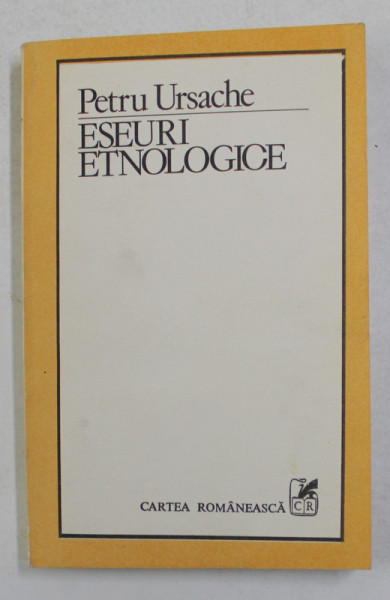 Petru Ursache
ESEURI
ETNOLOGICE
CARTEA ROMÂNEASCĂ
CR